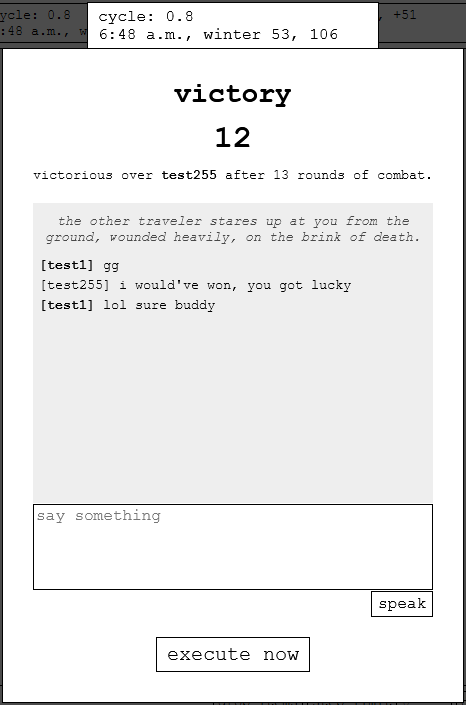 ycle: 0.8
cycle: 0.8
, +51
:48 a.m., w
6:48 a.m., winter 53, 106
victory
12
victorious over test255 after 13 rounds of combat.
the other traveler stares up at you from the
ground, wounded heavily, on the brink of death.
[test1] gg
[test255] i would've won, you got lucky
[test1] lol sure buddy
say something
speak
execute now